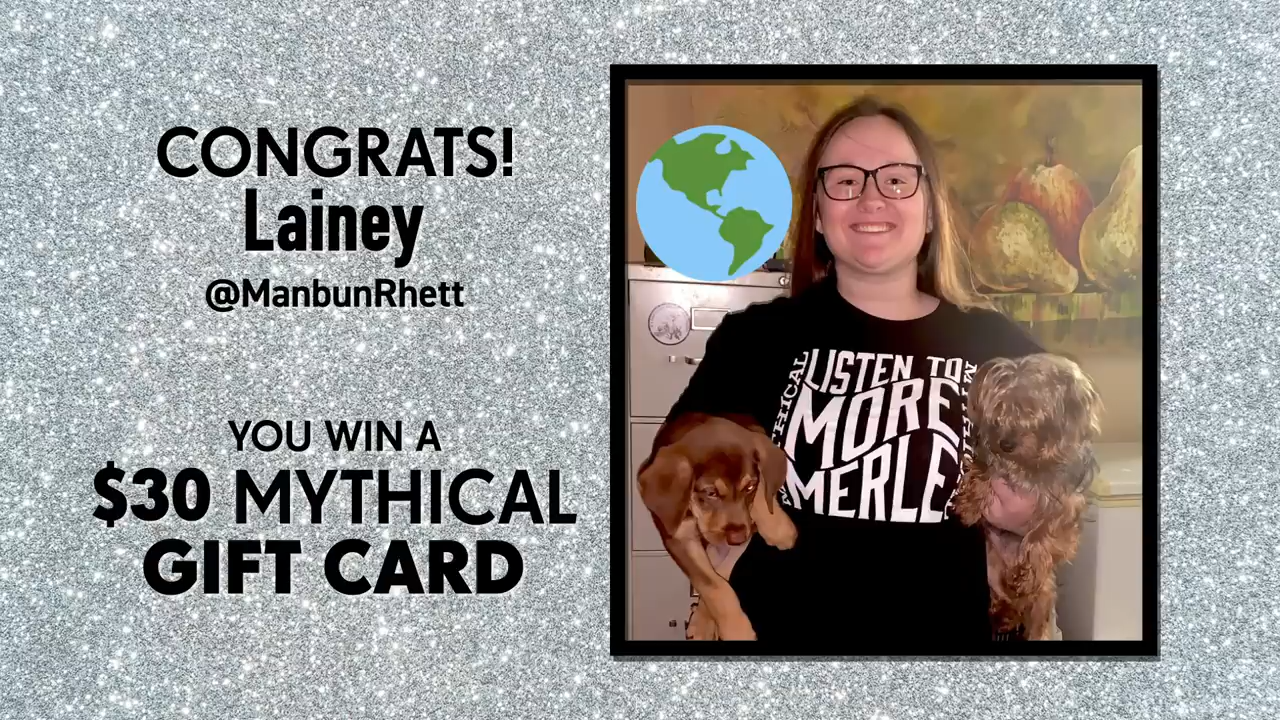 CONGRATS!
Lainey
@ManbunRhett
YOU WIN A
$30 MYTHICAL
GIFT CARD
LISTEN TO
MORE
MERLE